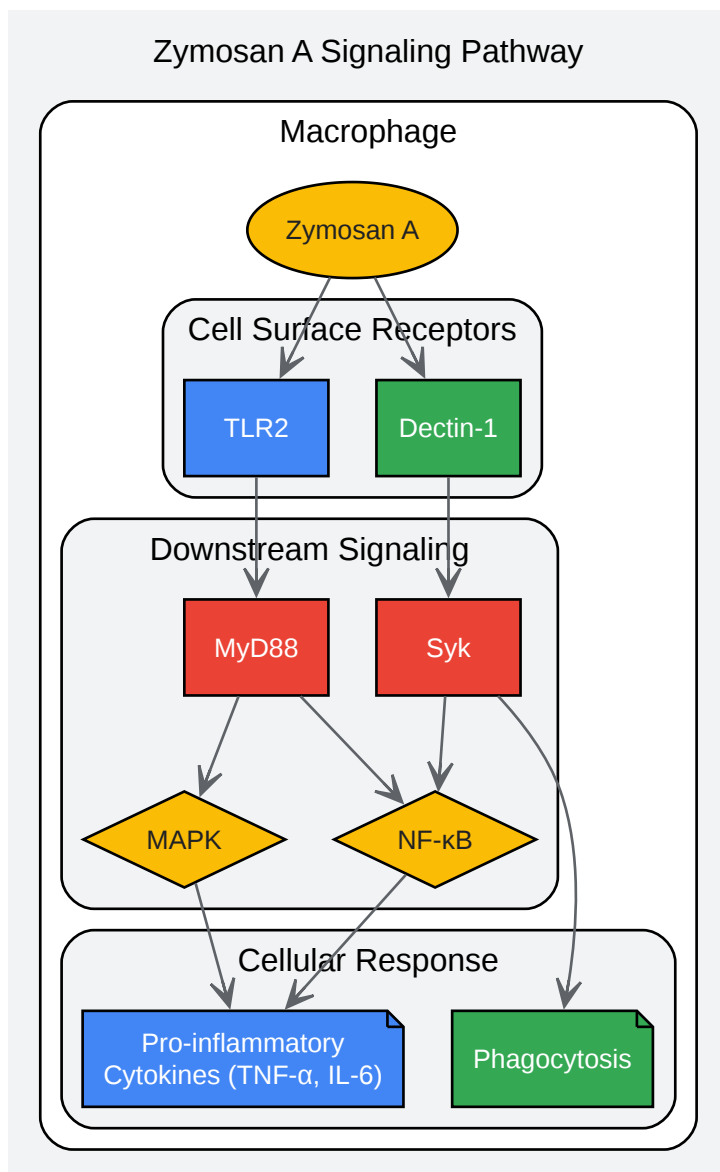 Zymosan A Signaling Pathway
Macrophage
Zymosan A
Cell Surface Receptors
TLR2
Dectin-1
Downstream Signaling
MyD88
Syk
MAPK
NF-κB
Cellular Response
Pro-inflammatory
Cytokines (TNF-α, IL-6)
Phagocytosis